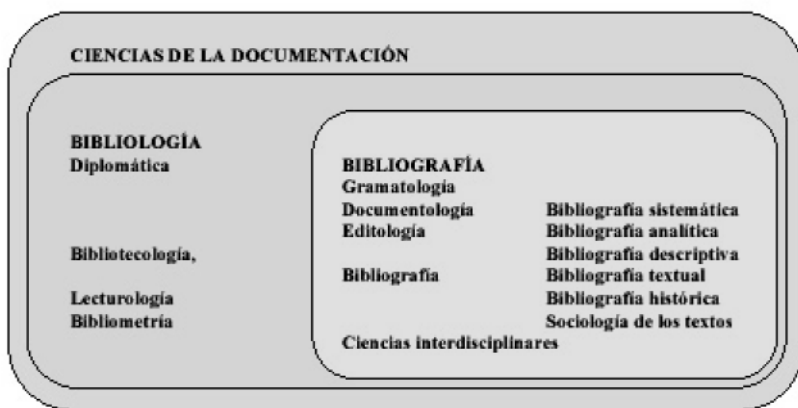 CIENCIAS DE LA DOCUMENTACIÓN
BIBLIOLOGÍA
Diplomática
Bibliotecología,
Lecturología
Bibliometría
BIBLIOGRAFÍA
Gramatología
Documentología
Editología
Bibliografía
Ciencias interdisciplinares
Bibliografía sistemática
Bibliografía analítica
Bibliografía descriptiva
Bibliografía textual
Bibliografía histórica
Sociología de los textos